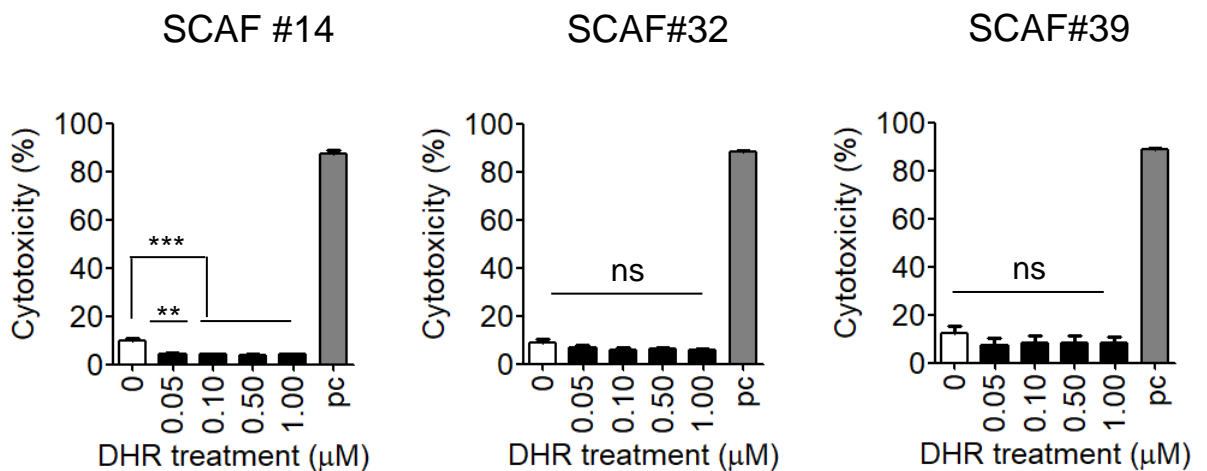 SCAF #14
SCAF#32
SCAF#39
Cytotoxicity (%)
100
80
60
40
20
0
***
**
0
0.05
0.10
0.50
1.00
pc
DHR treatment (μM)
Cytotoxicity (%)
100
80
60
40
20
0
ns
0
0.05
0.10
0.50
1.00
pc
DHR treatment (μM)
Cytotoxicity (%)
100
80
60
40
20
0
ns
0
0.05
0.10
0.50
1.00
pc
DHR treatment (μM)